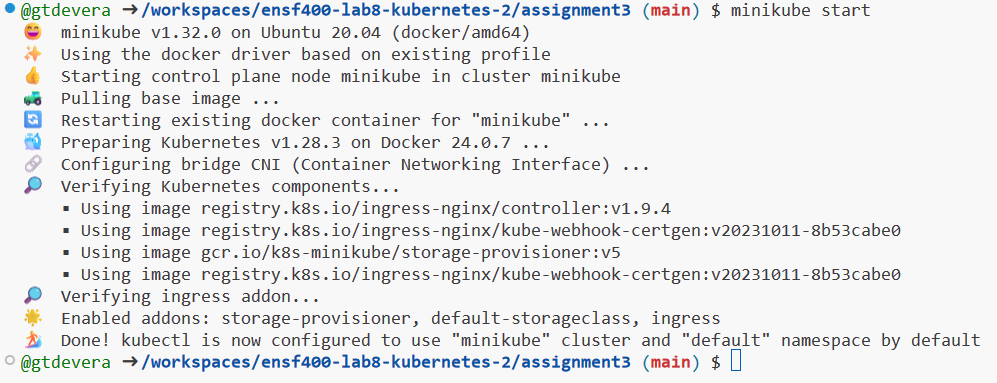 @gtdevera ➜/workspaces/ensf400-lab8-kubernetes-2/assignment3 (main) $ minikube start
😄 minikube v1.32.0 on Ubuntu 20.04 (docker/amd64)
✨ Using the docker driver based on existing profile
👍 Starting control plane node minikube in cluster minikube
🚜 Pulling base image ...
🔄 Restarting existing docker container for "minikube" ...
🐳 Preparing Kubernetes v1.28.3 on Docker 24.0.7 ...
🔗 Configuring bridge CNI (Container Networking Interface) ...
🔎 Verifying Kubernetes components...
▪ Using image registry.k8s.io/ingress-nginx/controller:v1.9.4
▪ Using image registry.k8s.io/ingress-nginx/kube-webhook-certgen:v20231011-8b53cabe0
▪ Using image gcr.io/k8s-minikube/storage-provisioner:v5
▪ Using image registry.k8s.io/ingress-nginx/kube-webhook-certgen:v20231011-8b53cabe0
🔎 Verifying ingress addon...
🌟 Enabled addons: storage-provisioner, default-storageclass, ingress
🏄 Done! kubectl is now configured to use "minikube" cluster and "default" namespace by default
@gtdevera ➜/workspaces/ensf400-lab8-kubernetes-2/assignment3 (main) $